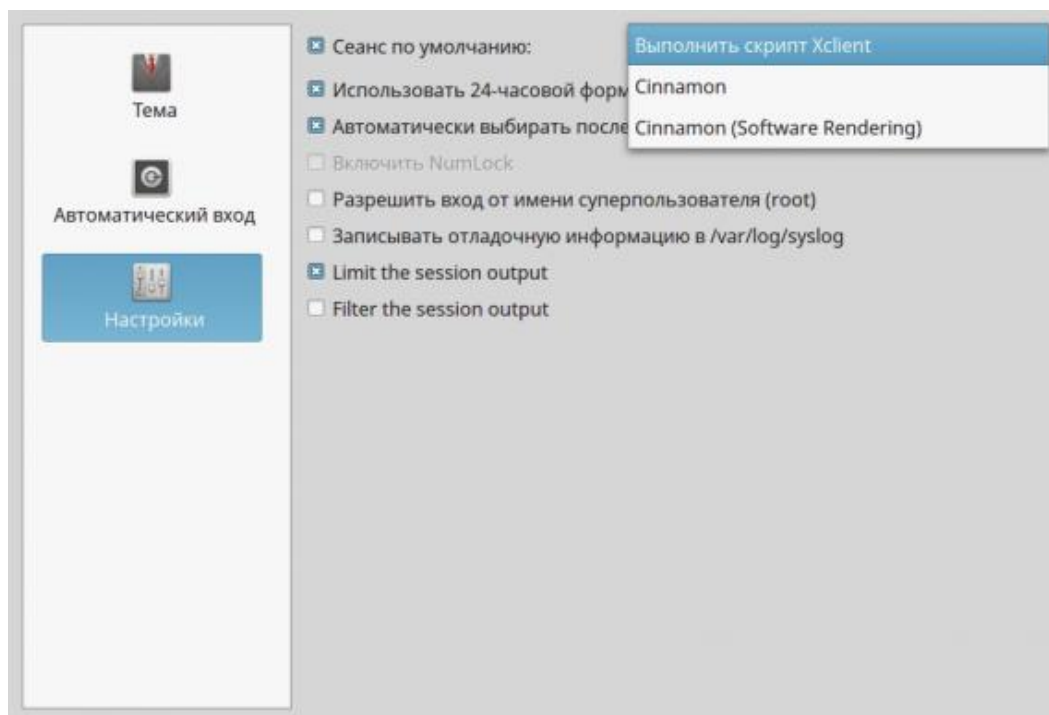 Тема
Автоматический вход
Настройки
Сеанс по умолчанию:
Выполнить скрипт Xclient
Cinnamon
Cinnamon (Software Rendering)
Использовать 24-часовой
Автоматически выбирать
Включить NumLock
Разрешить вход от имени суперпользователя (root)
Записывать отладочную информацию в /var/log/syslog
Limit the session output
Filter the session output